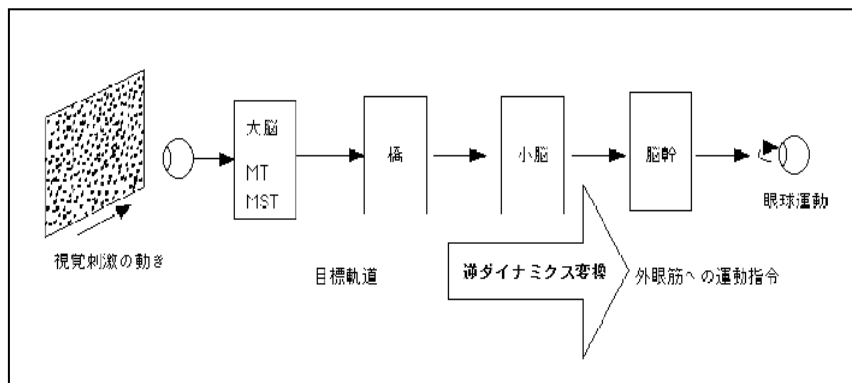 大脳
MT
MST
橋
小脳
脳幹
眼球運動
視覚刺激の動き
目標軌道
逆ダイナミクス変換
外眼筋への運動指令